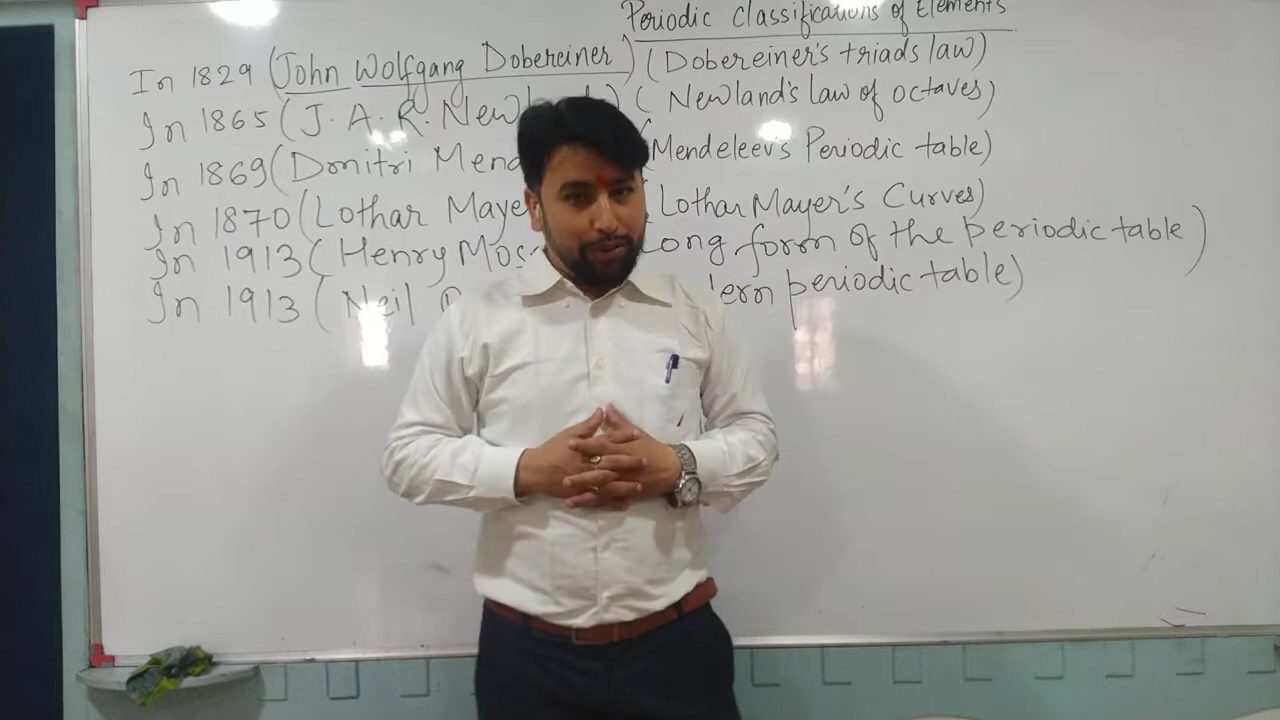 Periodic Classifications of Elements
In 1829 (John Wolfgang Dobereiner) (Dobereiner's triads law)
In 1865 (J. A. R. New ) ( Newland's law of octaves)
In 1869 (Dmitri Mend (Mendeleev's Periodic table)
In 1870 (Lothar Maye (Lothar Mayer's Curves)
In 1913 ( Henry Mos Long form of the periodic table)
In 1913 ( Neil ern periodic table)